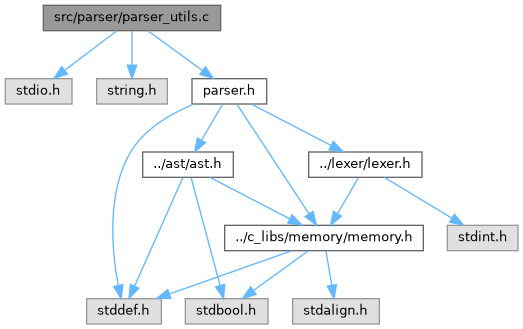 src/parser/parser_utils.c
stdio.h
string.h
parser.h
../ast/ast.h
../lexer/lexer.h
../c_libs/memory/memory.h
stdint.h
stddef.h
stdbool.h
stdalign.h